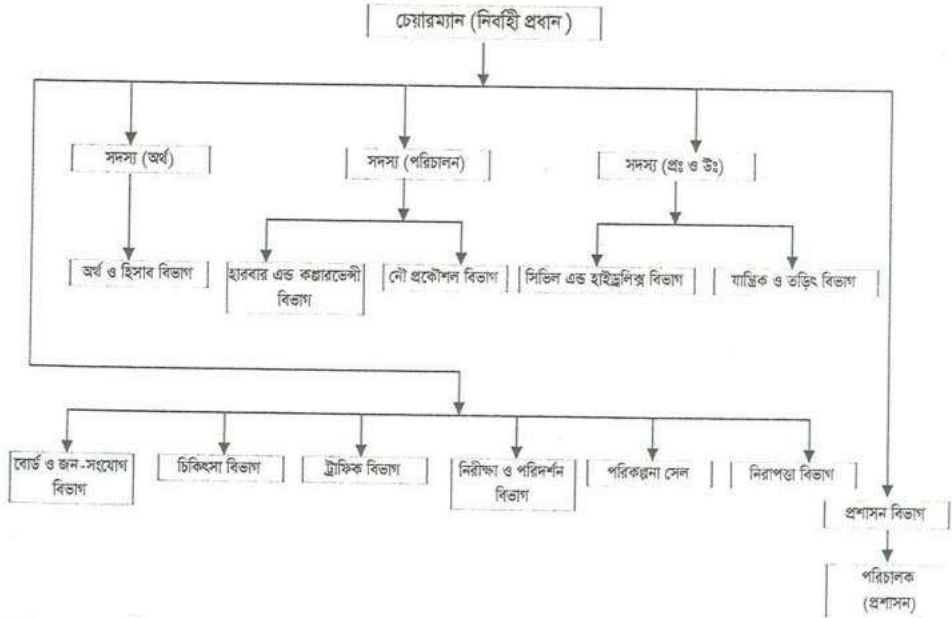 চেয়ারম্যান (নির্বাহী প্রধান )
সদস্য (অর্থ)
সদস্য (পরিচালন)
সদস্য (প্রঃ ও উঃ)
অর্থ ও হিসাব বিভাগ
হারবার এন্ড কঞ্জারভেন্সী
বিভাগ
নৌ প্রকৌশল বিভাগ
সিভিল এন্ড হাইড্রলিক্স বিভাগ
যান্ত্রিক ও তড়িৎ বিভাগ
বোর্ড ও জন-সংযোগ
বিভাগ
চিকিৎসা বিভাগ
ট্রাফিক বিভাগ
নিরীক্ষা ও পরিদর্শন
বিভাগ
পরিকল্পনা সেল
নিরাপত্তা বিভাগ
প্রশাসন বিভাগ
পরিচালক
(প্রশাসন)